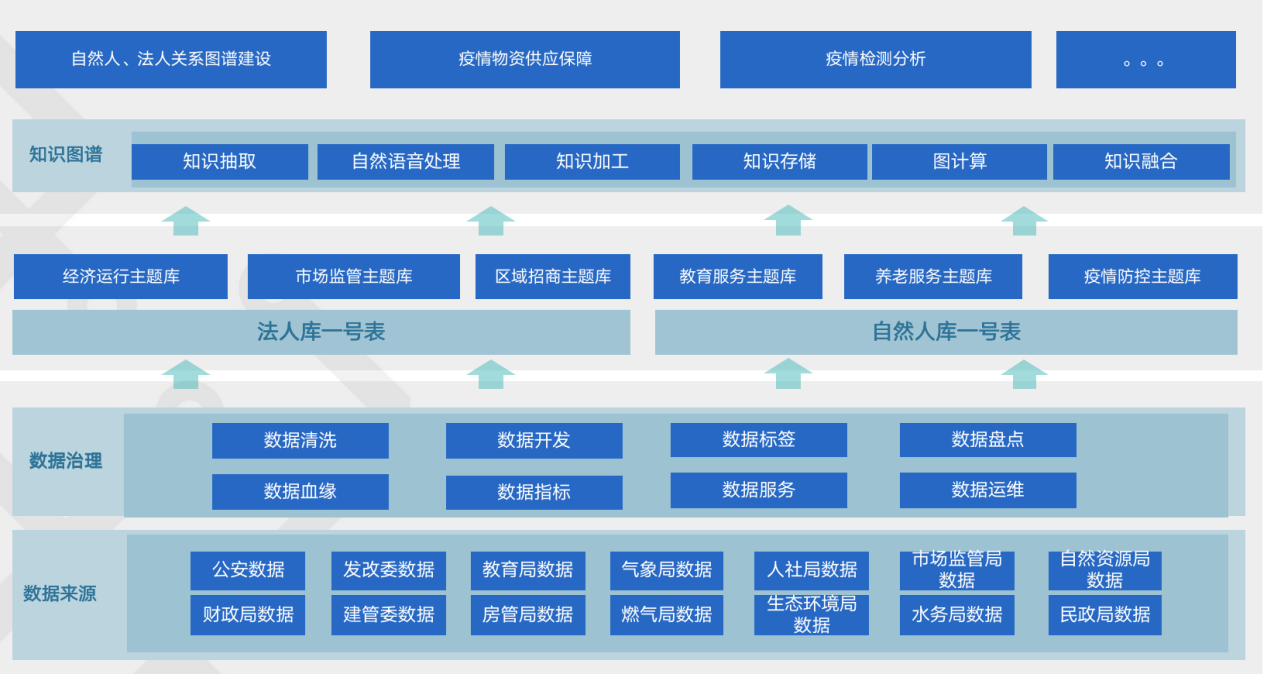 自然人、法人关系图谱建设
疫情物资供应保障
疫情检测分析
。。。
知识图谱
知识抽取
自然语音处理
知识加工
知识存储
图计算
知识融合
经济运行主题库
市场监管主题库
区域招商主题库
教育服务主题库
养老服务主题库
疫情防控主题库
法人库一号表
自然人库一号表
数据治理
数据清洗
数据开发
数据标签
数据盘点
数据血缘
数据指标
数据服务
数据运维
数据来源
公安数据
发改委数据
教育局数据
气象局数据
人社局数据
市场监管局
数据
自然资源局
数据
财政局数据
建管委数据
房管局数据
燃气局数据
生态环境局
数据
水务局数据
民政局数据